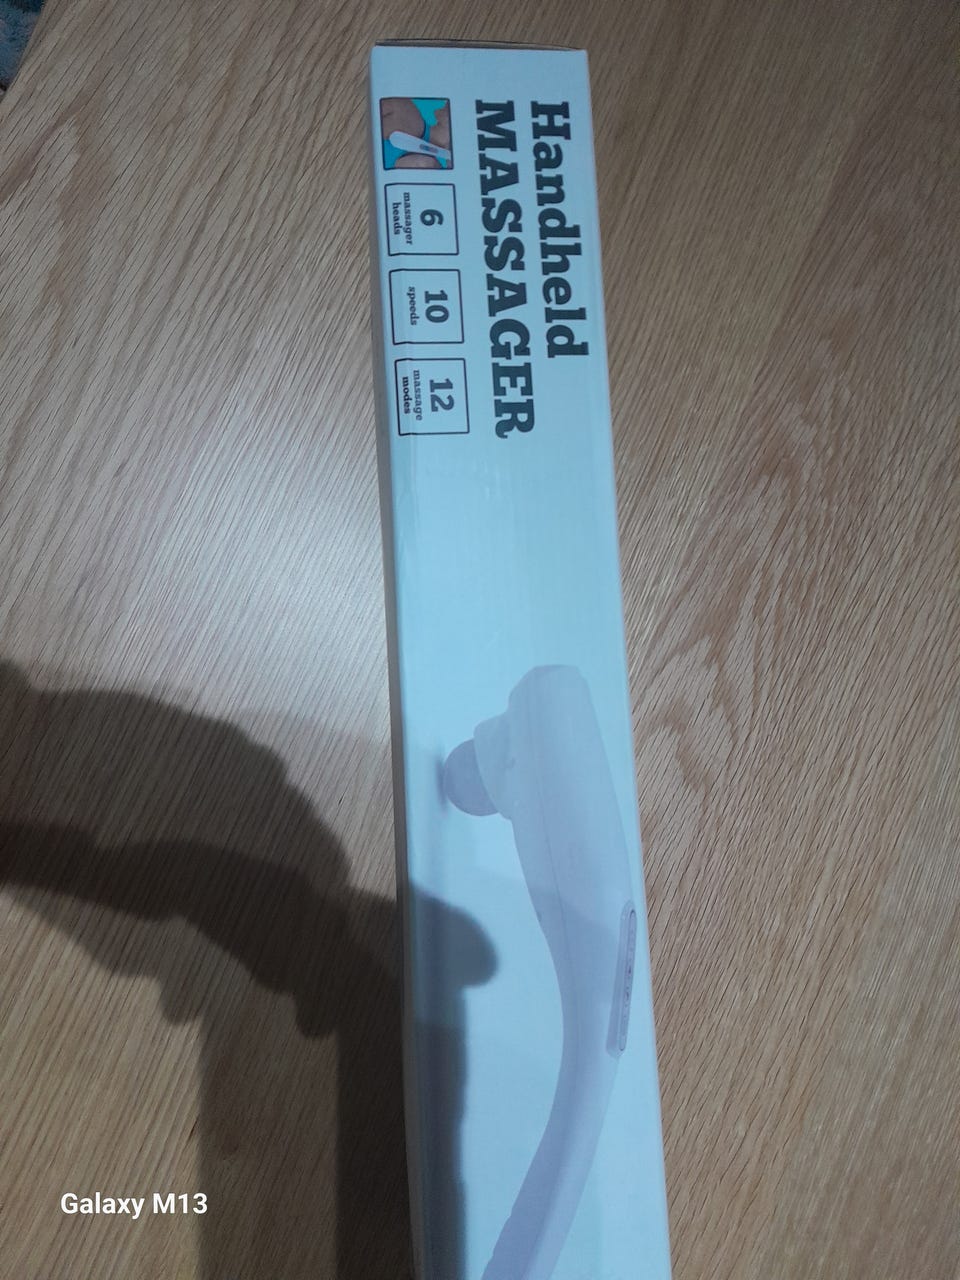 Handheld
MASSAGER
6
massager
heads
10
speeds
12
massage
modes
Galaxy M13